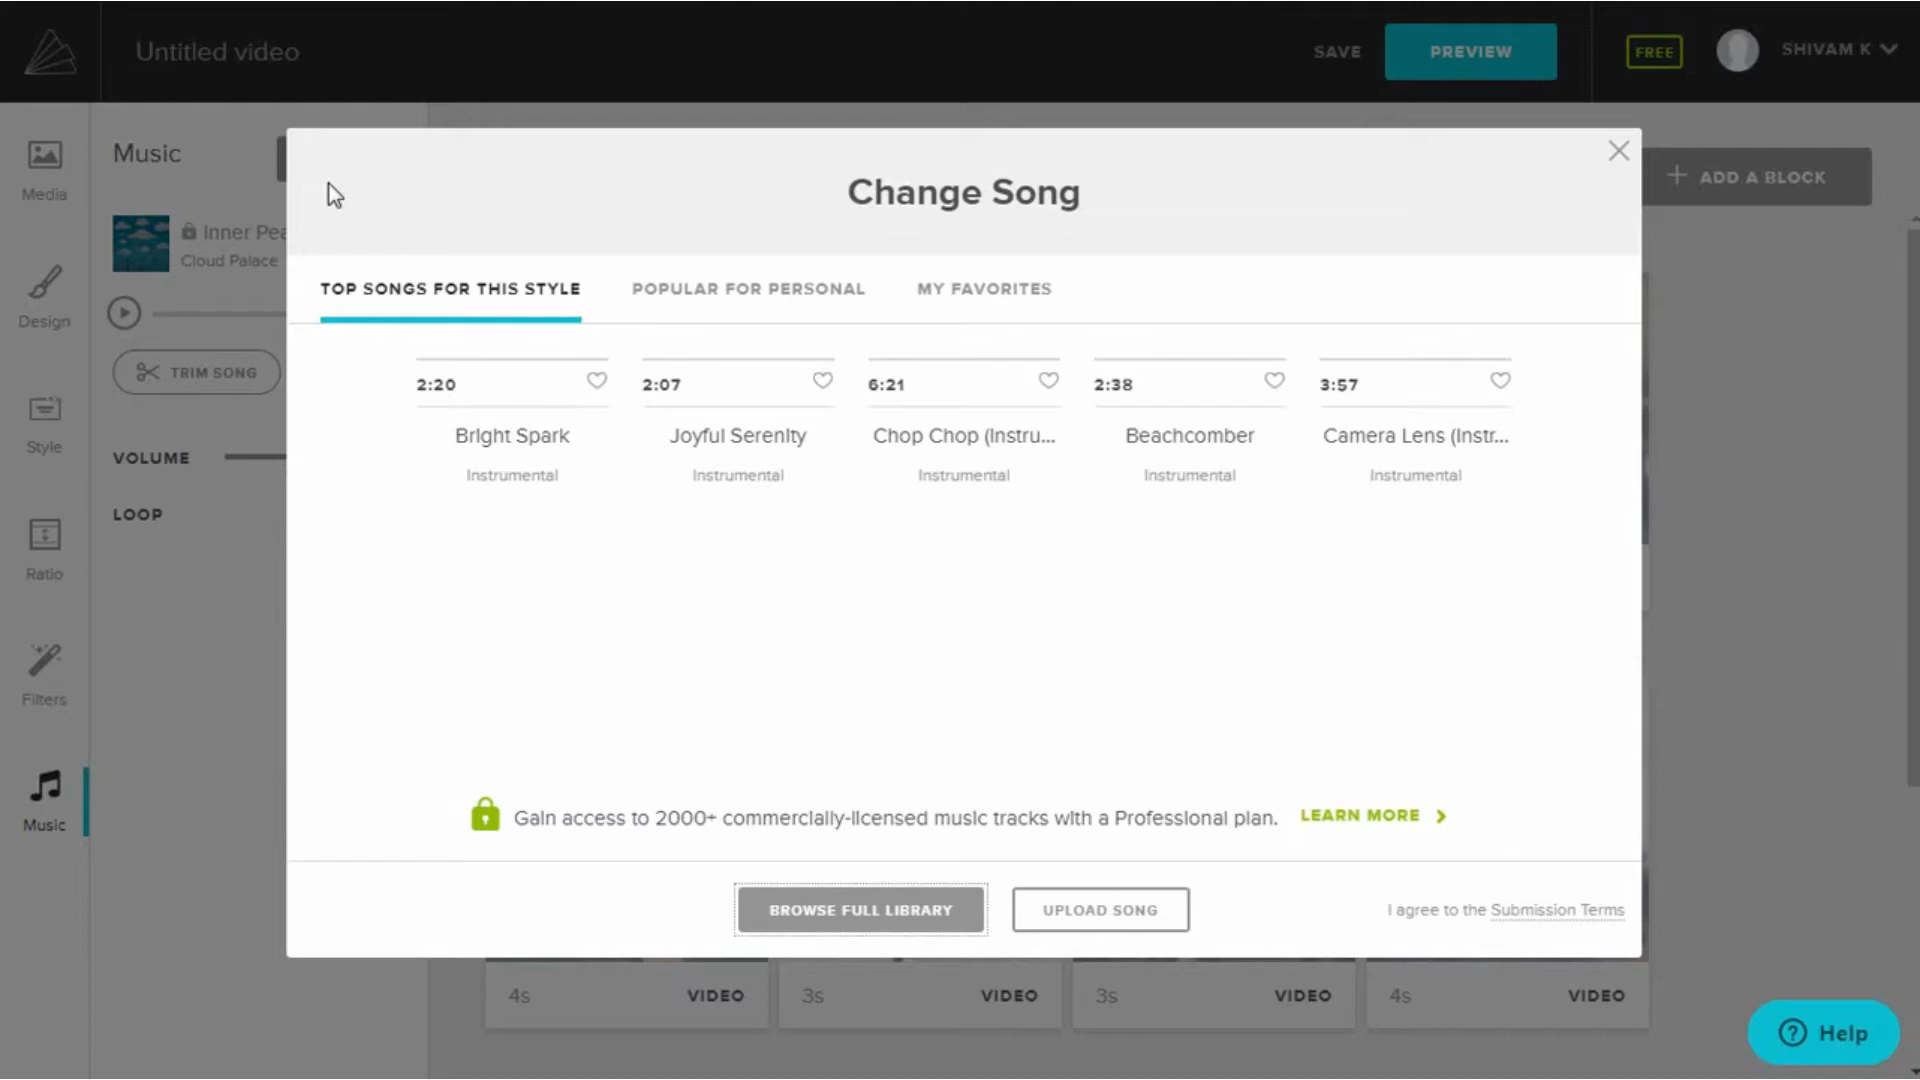 Untitled video
SAVE
PREVIEW
FREE
SHIVAM K
Media
Design
Style
Ratio
Filters
Music
Music
Inner Pea
Cloud Palace
TRIM SONG
VOLUME
LOOP
ADD A BLOCK
Change Song
TOP SONGS FOR THIS STYLE
POPULAR FOR PERSONAL
MY FAVORITES
2:20
Bright Spark
Instrumental
2:07
Joyful Serenity
Instrumental
6:21
Chop Chop (Instru...
Instrumental
2:38
Beachcomber
Instrumental
3:57
Camera Lens (Instr...
Instrumental
Gain access to 2000+ commercially-licensed music tracks with a Professional plan.
LEARN MORE
BROWSE FULL LIBRARY
UPLOAD SONG
I agree to the Submission Terms
4s VIDEO
3s VIDEO
3s VIDEO
4s VIDEO
Help